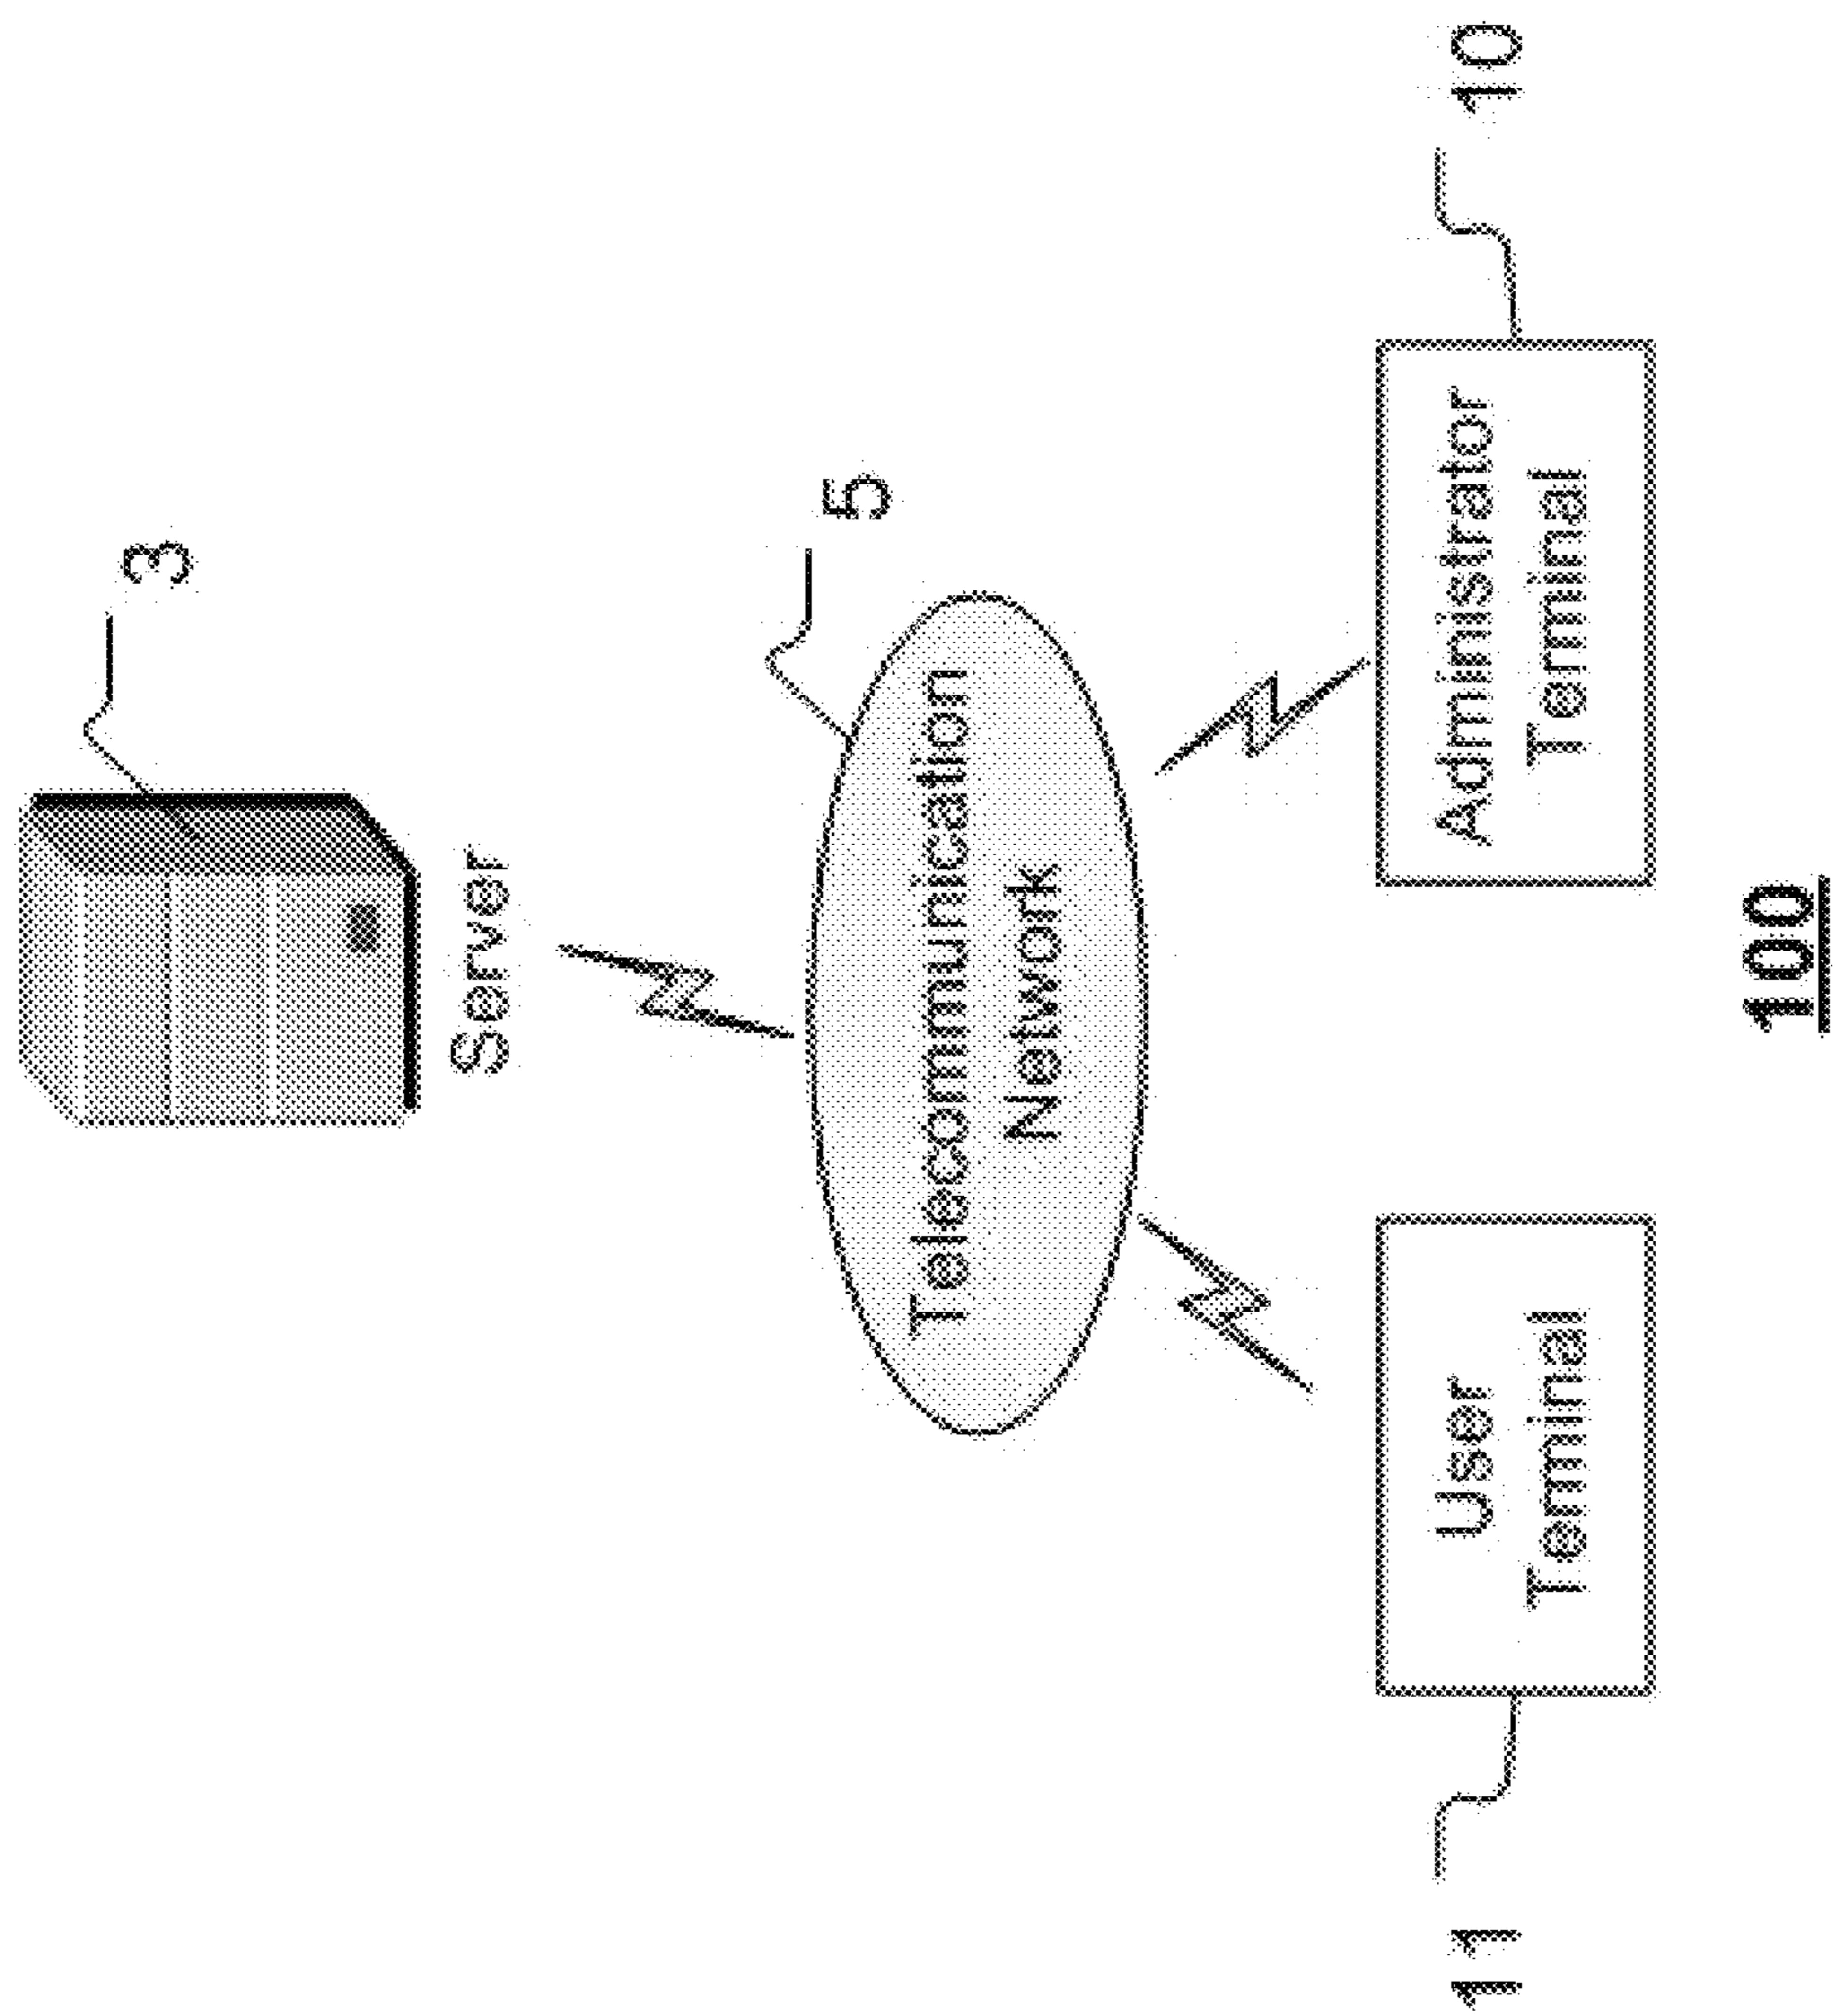 3
Server
5
Telecommunication
Network
User
Terminal
Administrator
Terminal
11
10
100